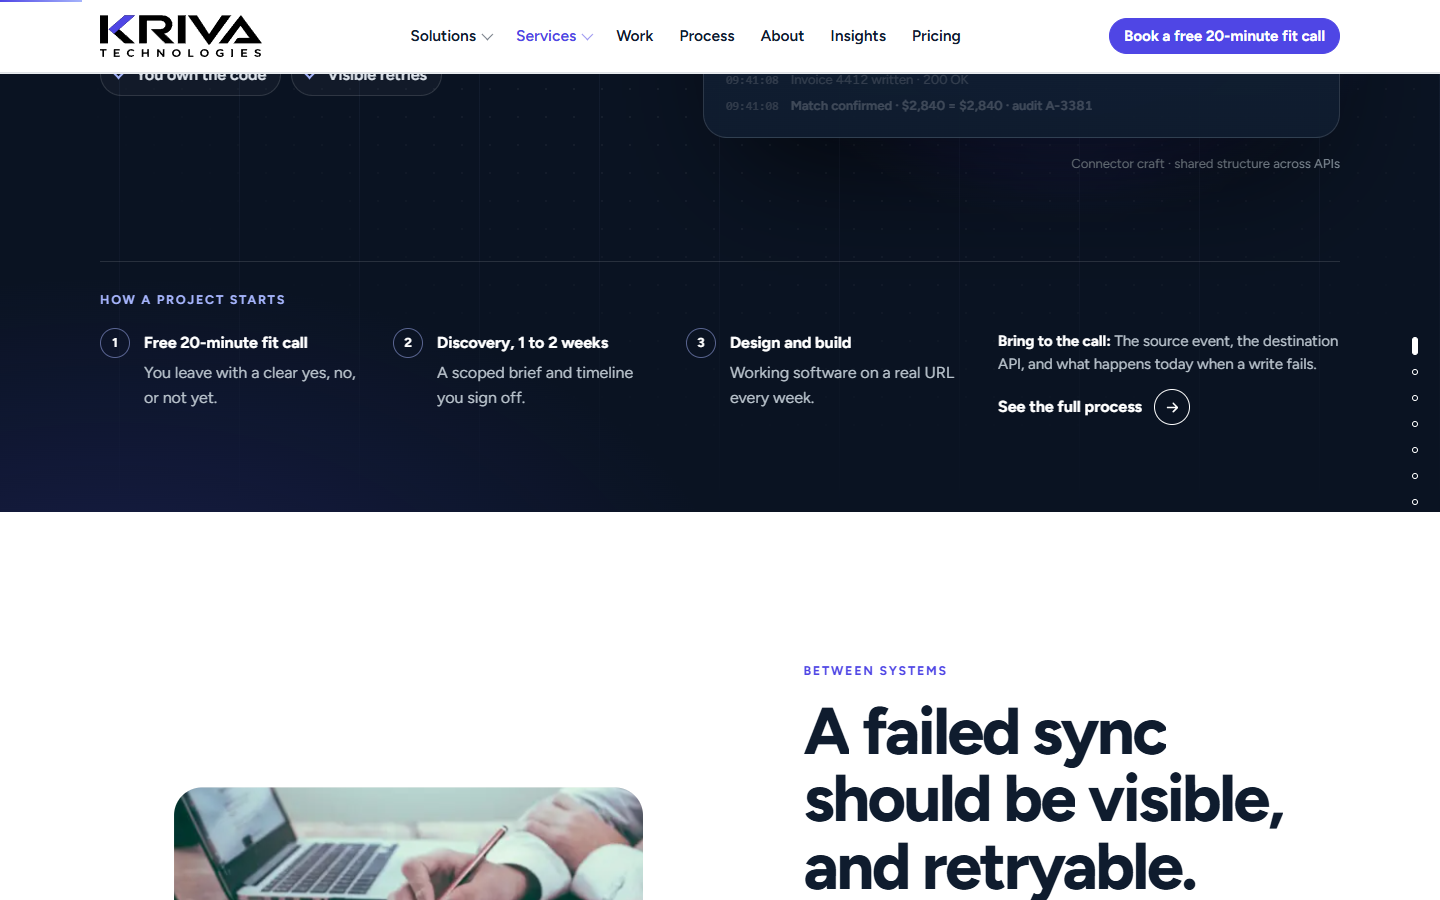 KRIVA
TECHNOLOGIES
Solutions
Services
Work
Process
About
Insights
Pricing
Book a free 20-minute fit call
You own the code
Visible retries
09:41:08 Invoice 4412 written · 200 OK
09:41:08 Match confirmed · $2,840 = $2,840 · audit A-3381
Connector craft · shared structure across APIs
HOW A PROJECT STARTS
1 Free 20-minute fit call
You leave with a clear yes, no,
or not yet.
2 Discovery, 1 to 2 weeks
A scoped brief and timeline
you sign off.
3 Design and build
Working software on a real URL
every week.
Bring to the call: The source event, the destination
API, and what happens today when a write fails.
See the full process
BETWEEN SYSTEMS
A failed sync
should be visible,
and retryable.